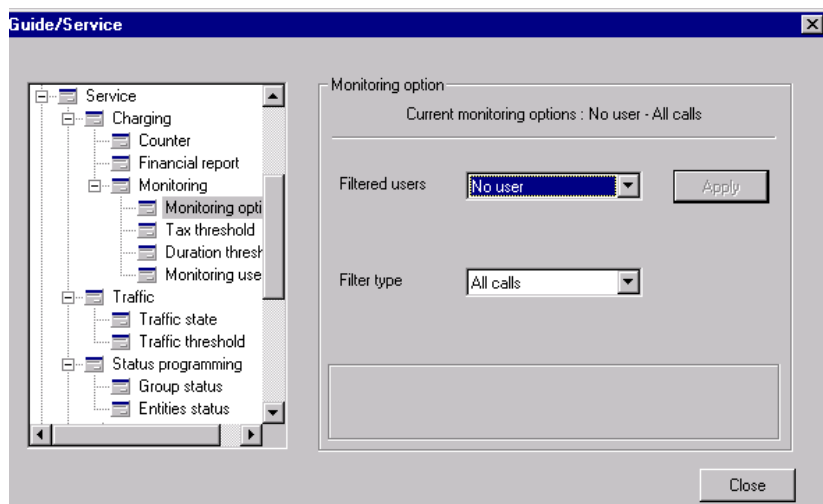 Guide/Service
Service
Charging
Counter
Financial report
Monitoring
Monitoring opti
Tax threshold
Duration thresh
Monitoring use
Traffic
Traffic state
Traffic threshold
Status programming
Group status
Entities status
Monitoring option
Current monitoring options : No user - All calls
Filtered users No user Apply
Filter type All calls
Close